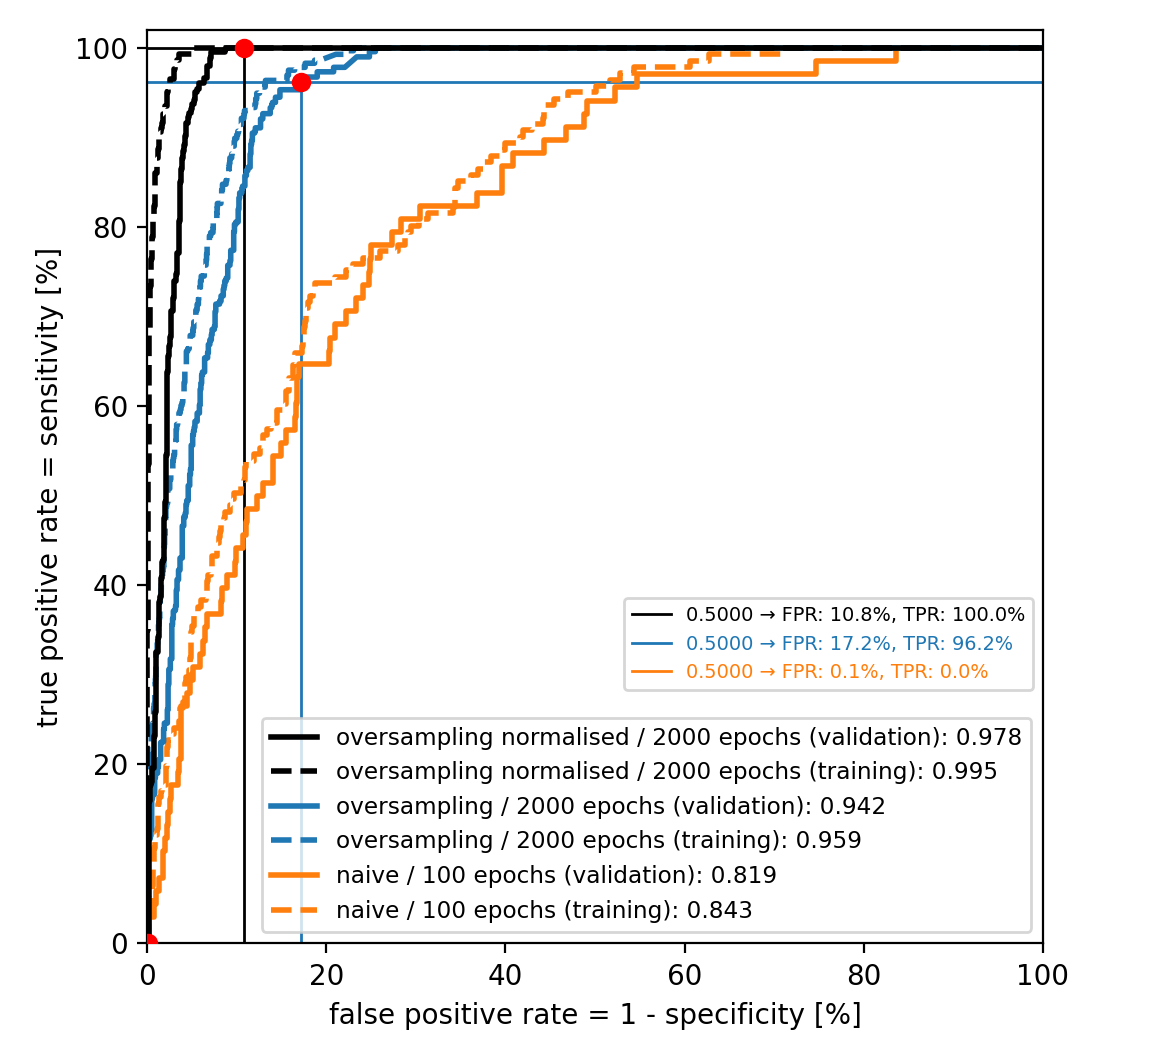 100
80
60
40
20
0
true positive rate = sensitivity [%]
0.5000 → FPR: 10.8%, TPR: 100.0%
0.5000 → FPR: 17.2%, TPR: 96.2%
0.5000 → FPR: 0.1%, TPR: 0.0%
oversampling normalised / 2000 epochs (validation): 0.978
oversampling normalised / 2000 epochs (training): 0.995
oversampling / 2000 epochs (validation): 0.942
oversampling / 2000 epochs (training): 0.959
naive / 100 epochs (validation): 0.819
naive / 100 epochs (training): 0.843
0 20 40 60 80 100
false positive rate = 1 - specificity [%]